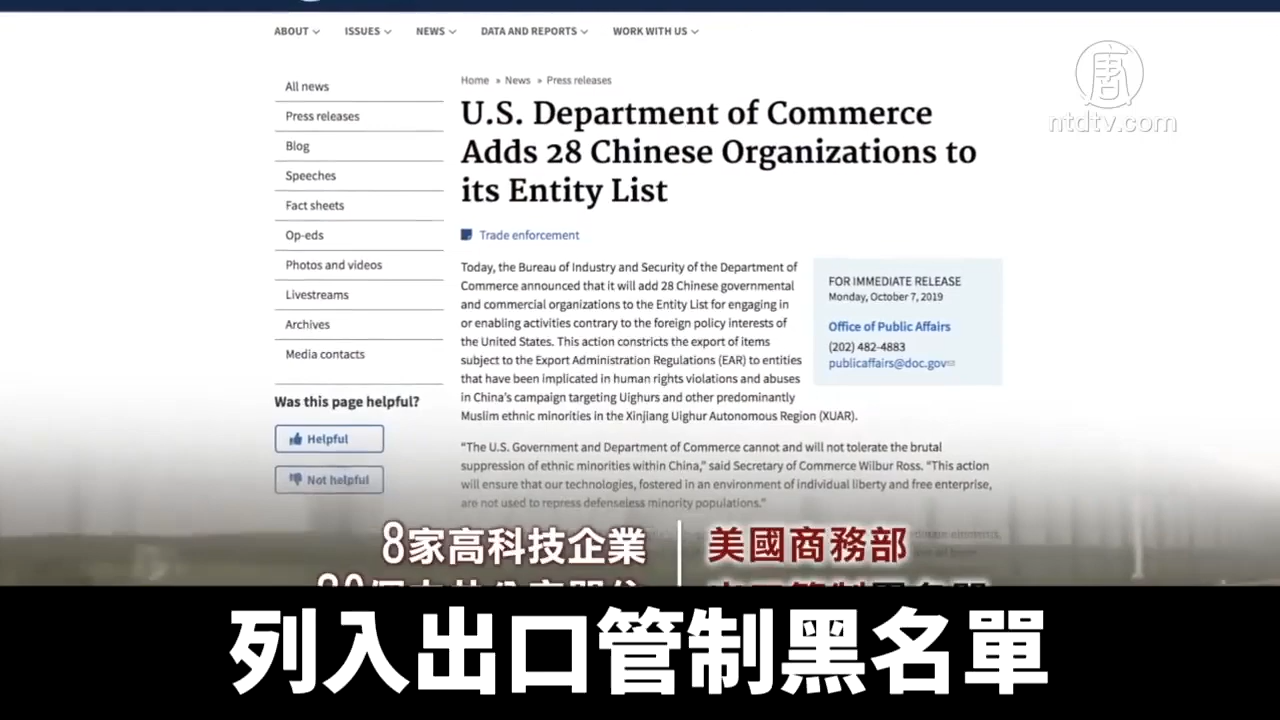 ABOUT ISSUES NEWS DATA AND REPORTS WORK WITH US
唐
ntdtv.com
All news
Press releases
Blog
Speeches
Fact sheets
Op-eds
Photos and videos
Livestreams
Archives
Media contacts
Was this page helpful?
Helpful
Not helpful
Home » News » Press releases
U.S. Department of Commerce
Adds 28 Chinese Organizations to
its Entity List
Trade enforcement
Today, the Bureau of Industry and Security of the Department of
Commerce announced that it will add 28 Chinese governmental
and commercial organizations to the Entity List for engaging in
or enabling activities contrary to the foreign policy interests of
the United States. This action constricts the export of items
subject to the Export Administration Regulations (EAR) to entities
that have been implicated in human rights violations and abuses
in China's campaign targeting Uighurs and other predominantly
Muslim ethnic minorities in the Xinjiang Uighur Autonomous Region (XUAR).
FOR IMMEDIATE RELEASE
Monday, October 7, 2019
Office of Public Affairs
(202) 482-4883
publicaffairs@doc.gov
“The U.S. Government and Department of Commerce cannot and will not tolerate the brutal
suppression of ethnic minorities within China,” said Secretary of Commerce Wilbur Ross. “This action
will ensure that our technologies, fostered in an environment of individual liberty and free enterprise,
are not used to repress defenseless minority populations.”
8家高科技企業
美國商務部
列入出口管制黑名單